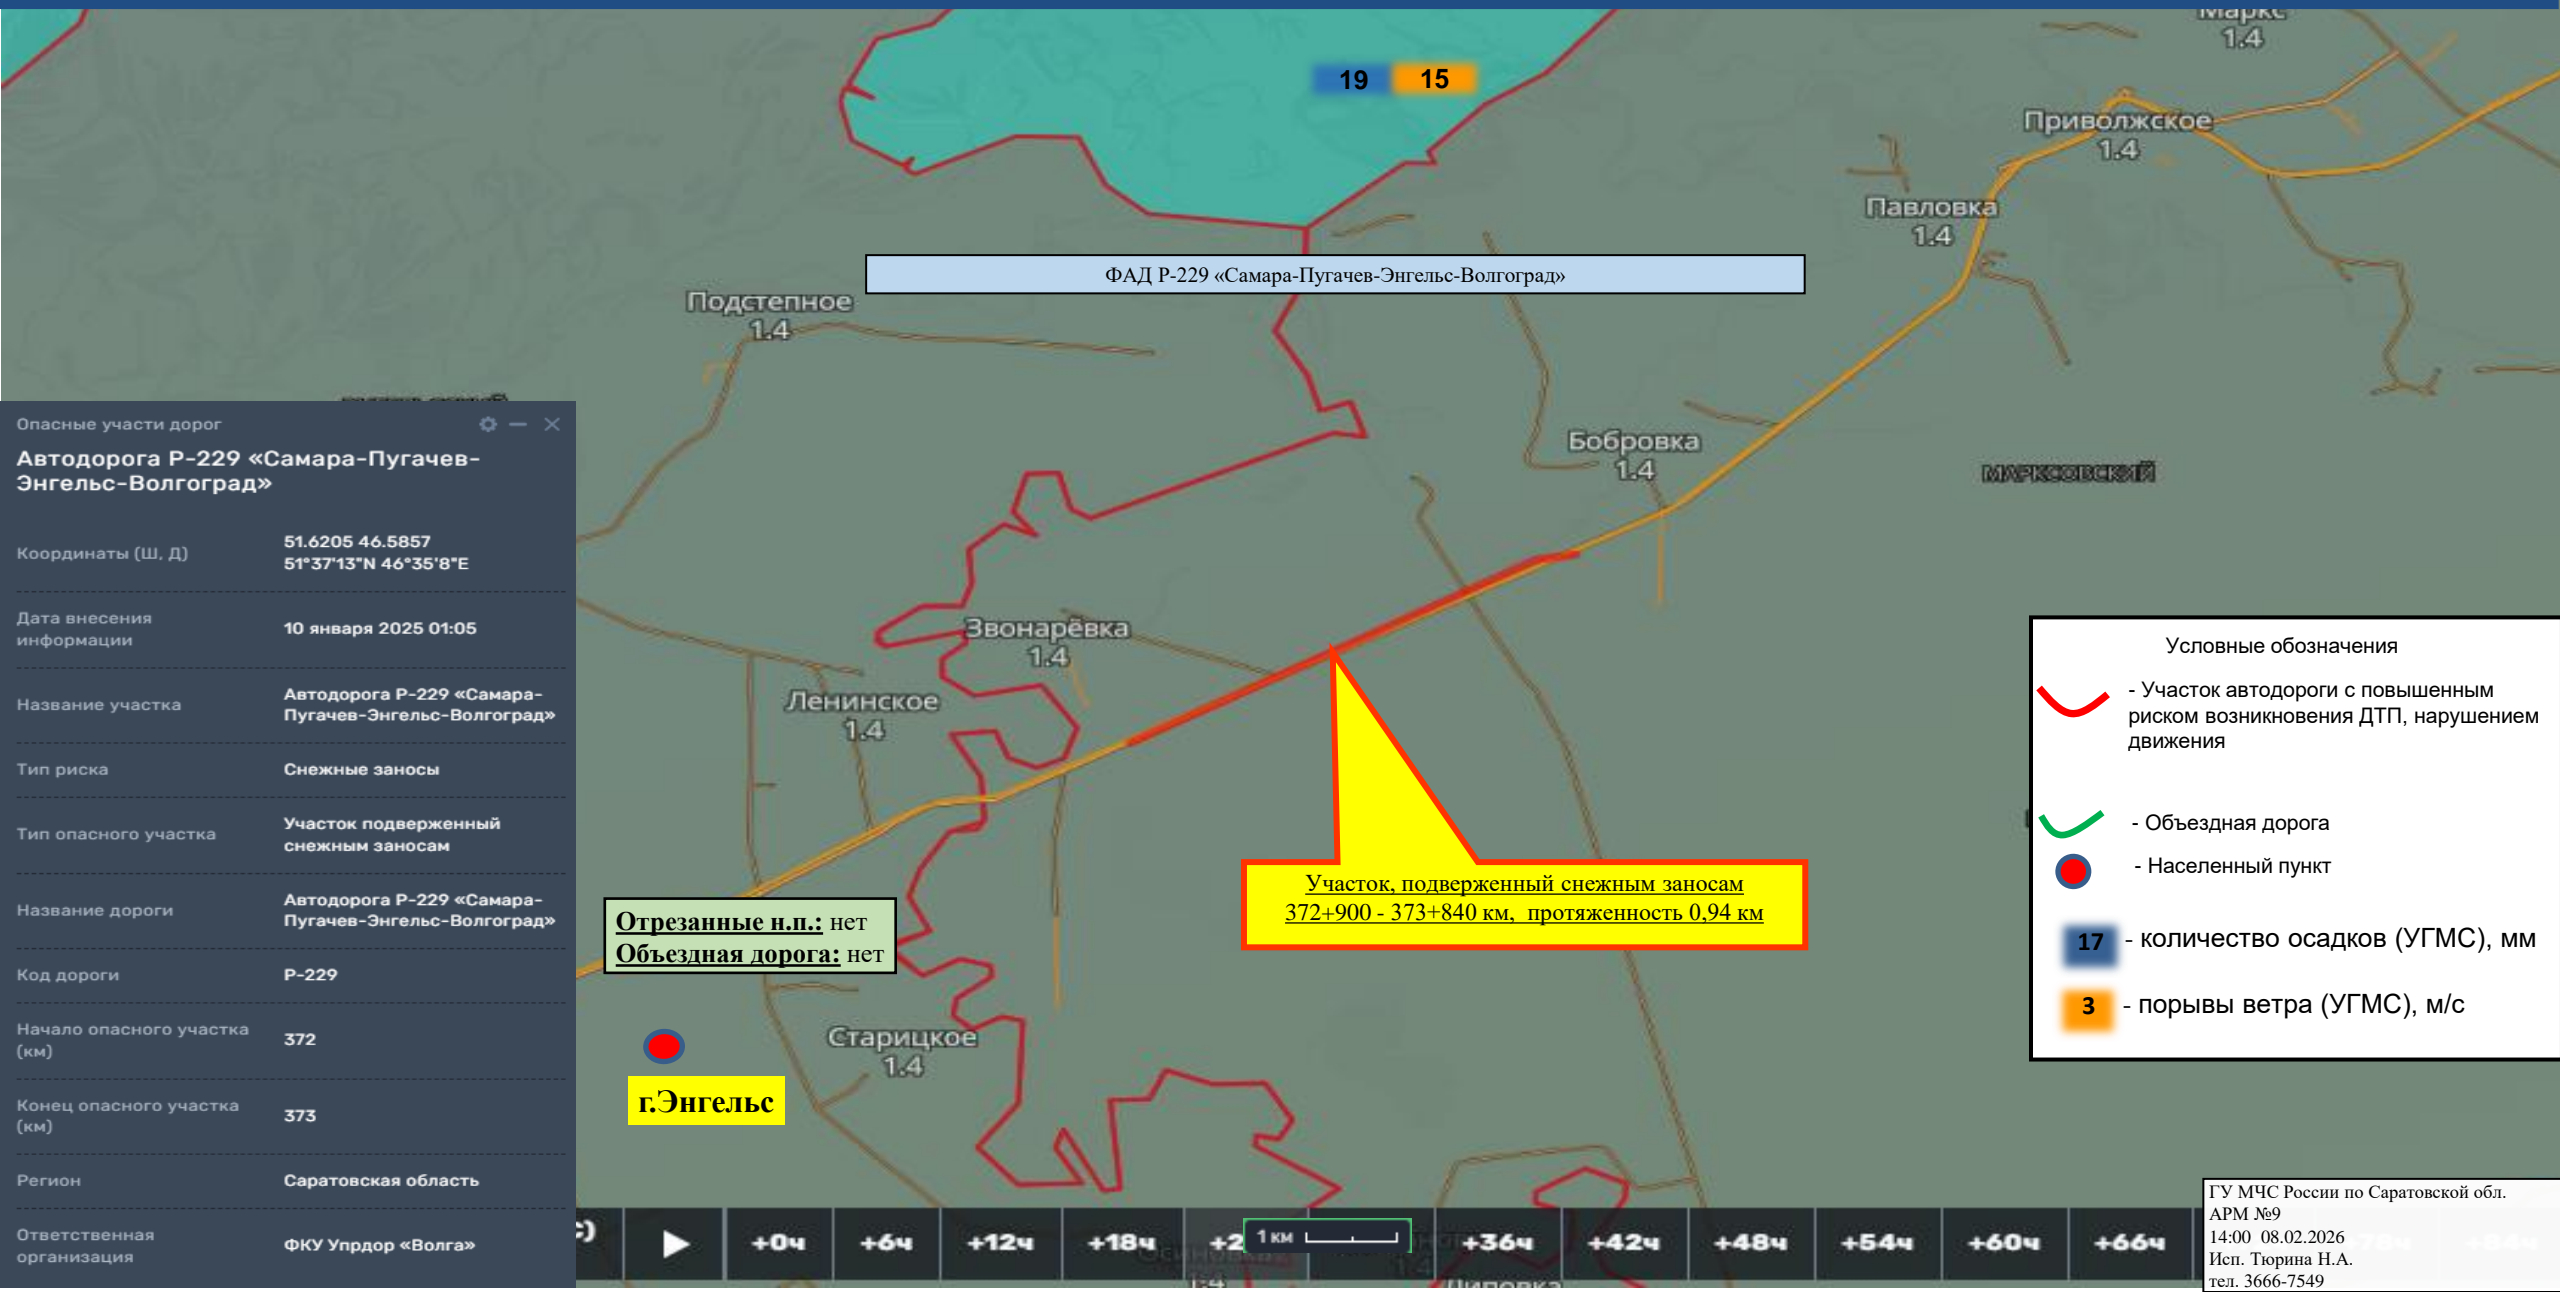 Маркс
1.4
19 15
Приволжское
1.4
Павловка
1.4
ФАД Р-229 «Самара-Пугачев-Энгельс-Волгоград»
Подстепное
1.4
Бобровка
1.4
МАРКСОВСКИЙ
Звонарёвка
1.4
Ленинское
1.4
Старицкое
1.4
Опасные участи дорог
Автодорога Р-229 «Самара-Пугачев-
Энгельс-Волгоград»
Координаты (Ш, Д)
51.6205 46.5857
51°37'13"N 46°35'8"E
Дата внесения
информации
10 января 2025 01:05
Название участка
Автодорога Р-229 «Самара-
Пугачев-Энгельс-Волгоград»
Тип риска
Снежные заносы
Тип опасного участка
Участок подверженный
снежным заносам
Название дороги
Автодорога Р-229 «Самара-
Пугачев-Энгельс-Волгоград»
Код дороги
Р-229
Начало опасного участка
(км)
372
Конец опасного участка
(км)
373
Регион
Саратовская область
Ответственная
организация
ФКУ Упрдор «Волга»
Отрезанные н.п.: нет
Объездная дорога: нет
г.Энгельс
Участок, подверженный снежным заносам
372+900 - 373+840 км, протяженность 0,94 км
Условные обозначения
- Участок автодороги с повышенным
риском возникновения ДТП, нарушением
движения
- Объездная дорога
- Населенный пункт
17 - количество осадков (УГМС), мм
3 - порывы ветра (УГМС), м/с
+0ч +6ч +12ч +18ч +2 1 км +36ч +42ч +48ч +54ч +60ч +66ч
1.4
Липовка
ГУ МЧС России по Саратовской обл.
АРМ №9
14:00 08.02.2026
Исп. Тюрина Н.А.
тел. 3666-7549